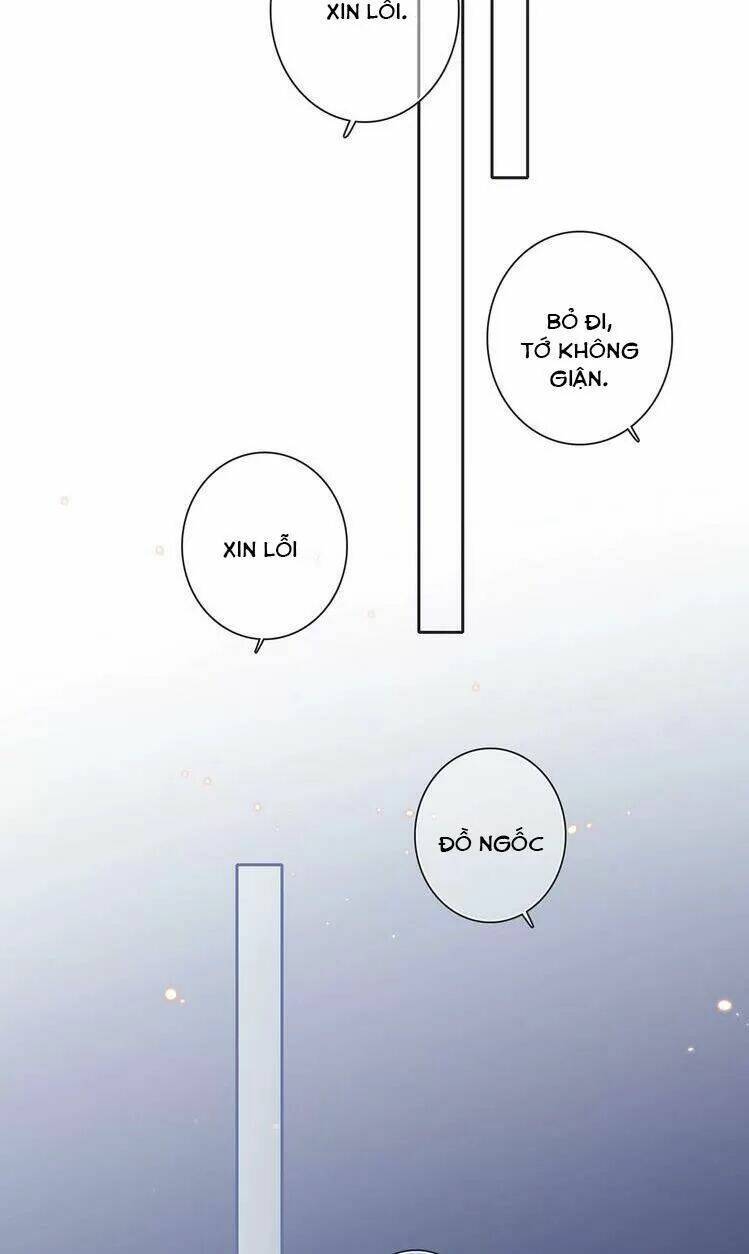 XIN LỖI.
BỎ ĐI,
TỚ KHÔNG
GIẬN.
XIN LỖI
ĐỒ NGỐC